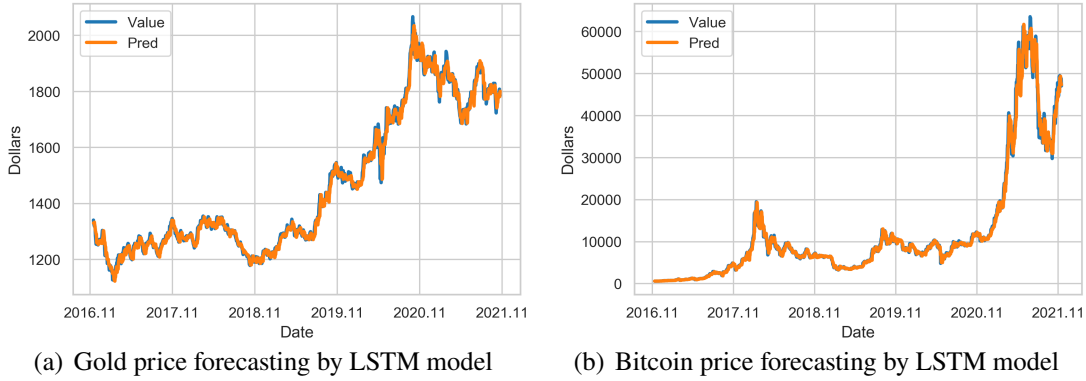 Value
Pred
2000
1800
1600
1400
1200
Dollars
2016.11 2017.11 2018.11 2019.11 2020.11 2021.11
Date
(a) Gold price forecasting by LSTM model
Value
Pred
60000
50000
40000
30000
20000
10000
0
Dollars
2016.11 2017.11 2018.11 2019.11 2020.11 2021.11
Date
(b) Bitcoin price forecasting by LSTM model